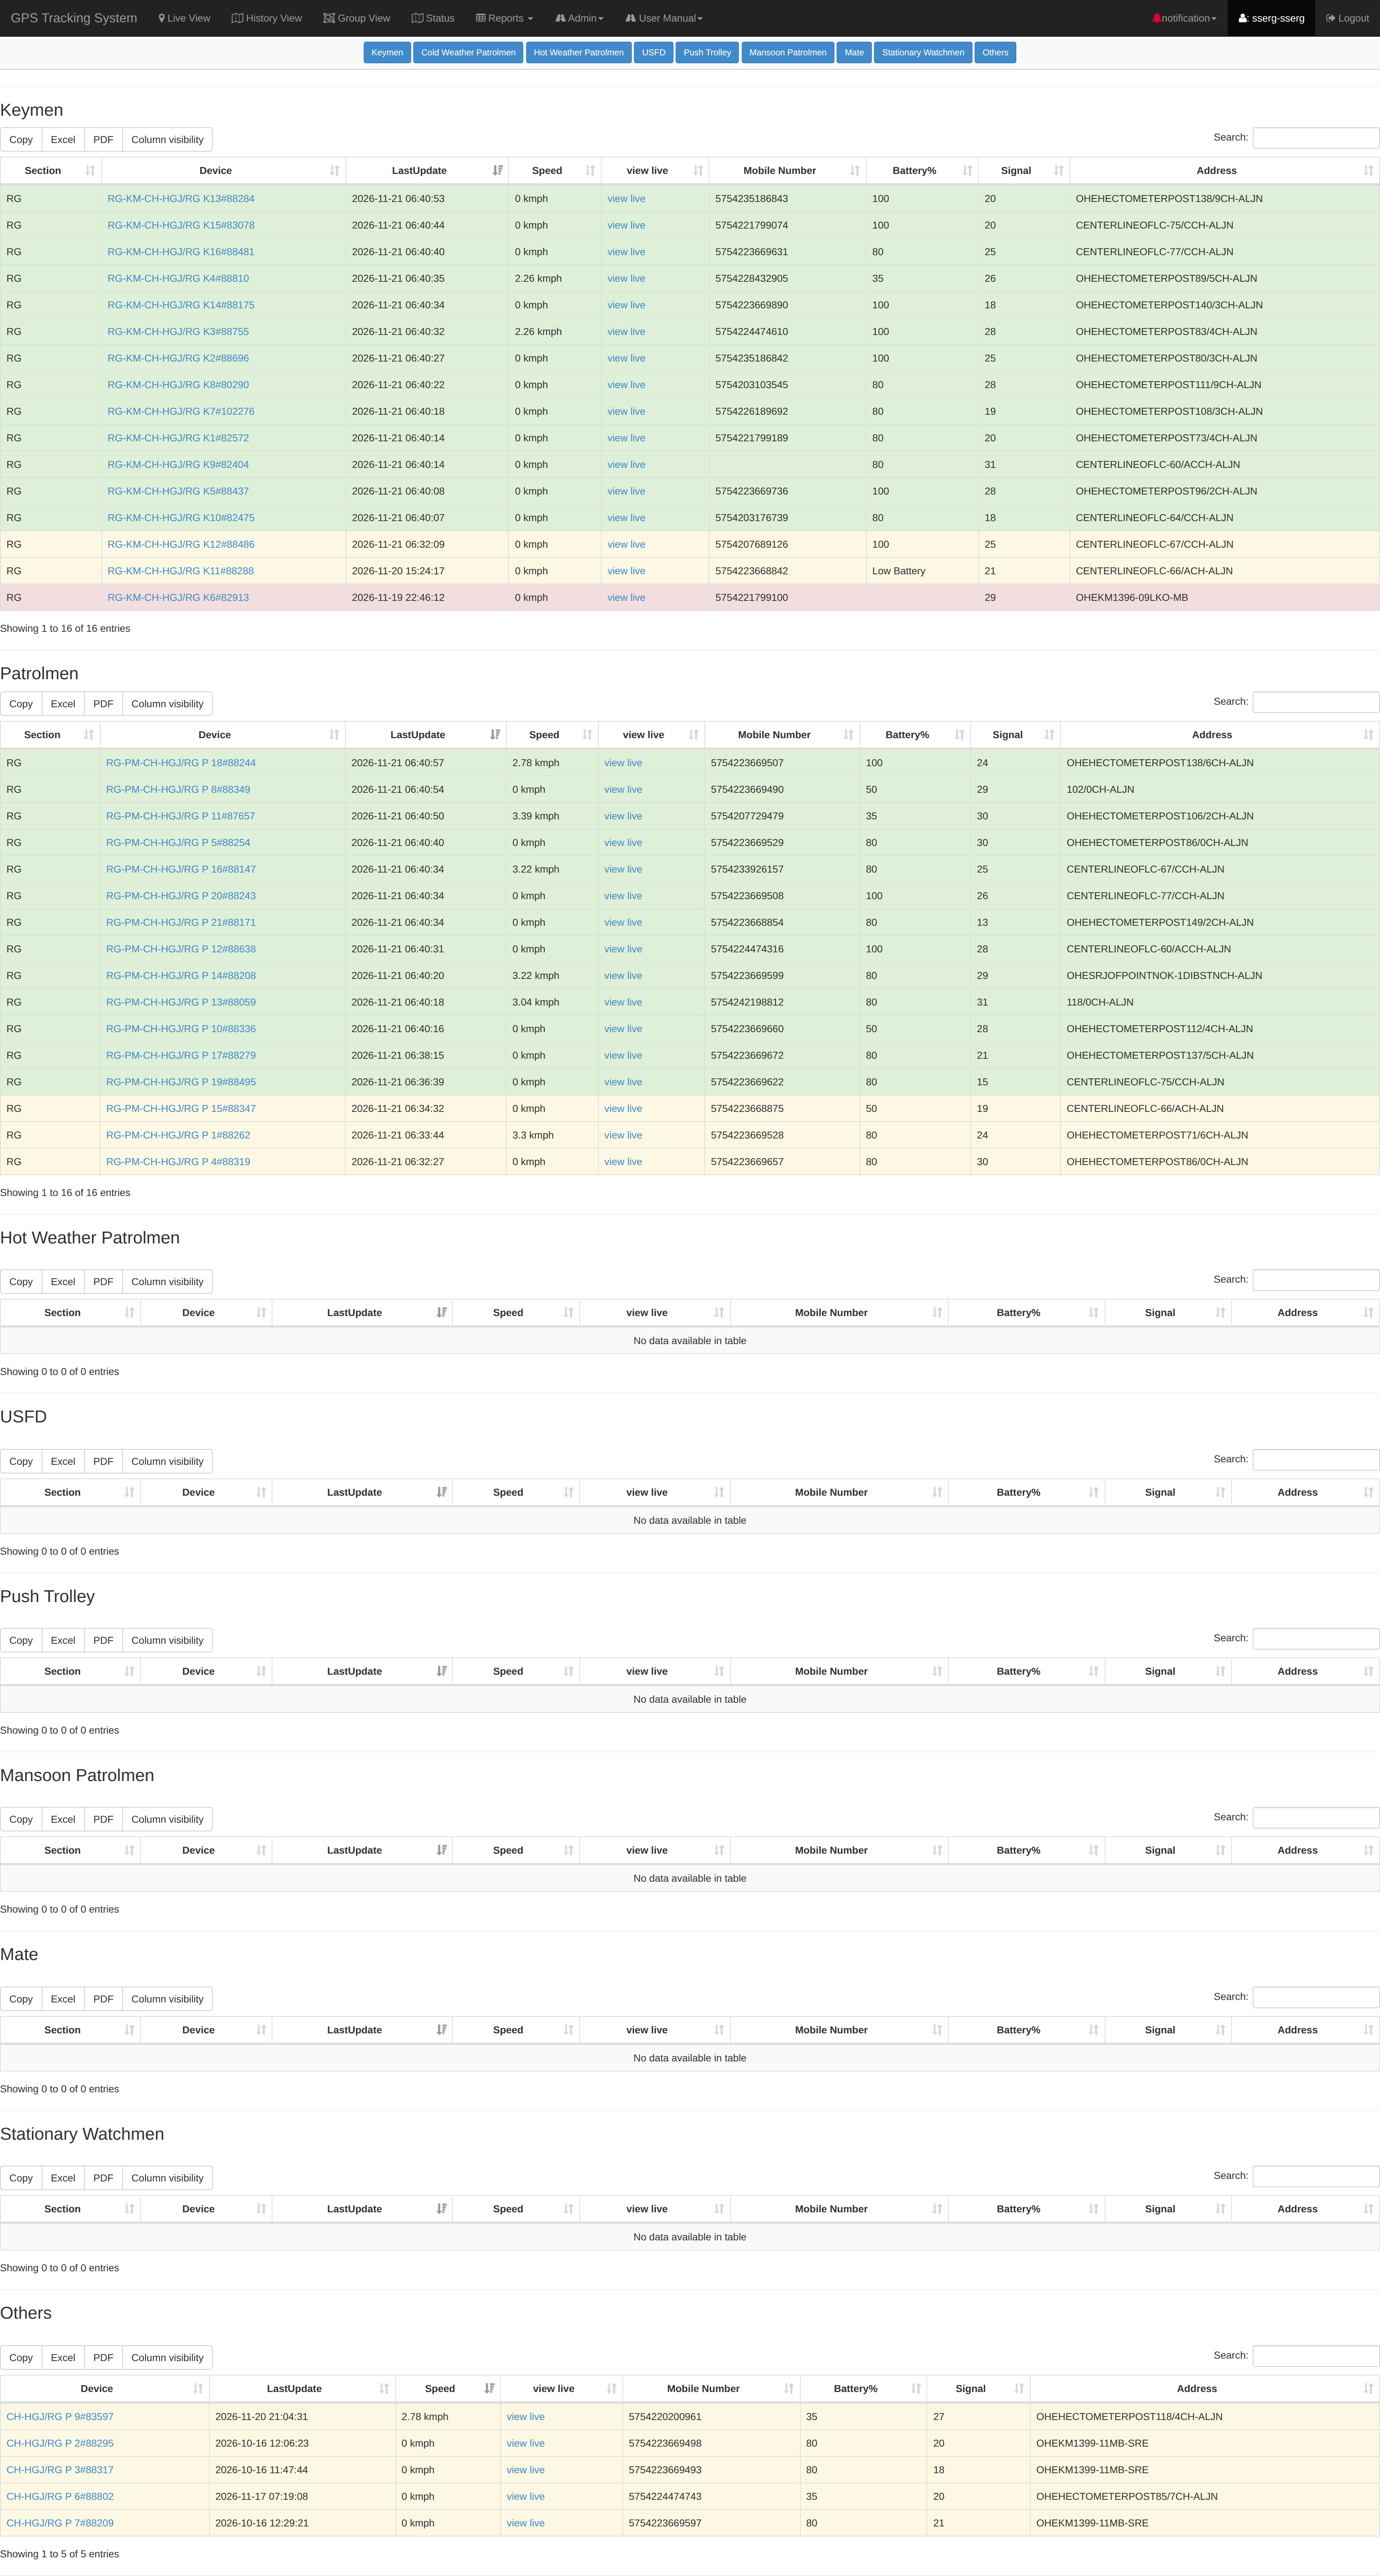 GPS Tracking System Live View History View Group View Status Reports Admin User Manual notification : sserg-sserg Logout
Keymen Cold Weather Patrolmen Hot Weather Patrolmen USFD Push Trolley Mansoon Patrolmen Mate Stationary Watchmen Others
Keymen
Copy Excel PDF Column visibility Search:
Section Device LastUpdate Speed view live Mobile Number Battery% Signal Address
RG RG-KM-CH-HGJ/RG K13#88284 2026-11-21 06:40:53 0 kmph view live 5754235186843 100 20 OHEHECTOMETERPOST138/9CH-ALJN
RG RG-KM-CH-HGJ/RG K15#83078 2026-11-21 06:40:44 0 kmph view live 5754221799074 100 20 CENTERLINEOFLC-75/CCH-ALJN
RG RG-KM-CH-HGJ/RG K16#88481 2026-11-21 06:40:40 0 kmph view live 5754223669631 80 25 CENTERLINEOFLC-77/CCH-ALJN
RG RG-KM-CH-HGJ/RG K4#88810 2026-11-21 06:40:35 2.26 kmph view live 5754228432905 35 26 OHEHECTOMETERPOST89/5CH-ALJN
RG RG-KM-CH-HGJ/RG K14#88175 2026-11-21 06:40:34 0 kmph view live 5754223669890 100 18 OHEHECTOMETERPOST140/3CH-ALJN
RG RG-KM-CH-HGJ/RG K3#88755 2026-11-21 06:40:32 2.26 kmph view live 5754224474610 100 28 OHEHECTOMETERPOST83/4CH-ALJN
RG RG-KM-CH-HGJ/RG K2#88696 2026-11-21 06:40:27 0 kmph view live 5754235186842 100 25 OHEHECTOMETERPOST80/3CH-ALJN
RG RG-KM-CH-HGJ/RG K8#80290 2026-11-21 06:40:22 0 kmph view live 5754203103545 80 28 OHEHECTOMETERPOST111/9CH-ALJN
RG RG-KM-CH-HGJ/RG K7#102276 2026-11-21 06:40:18 0 kmph view live 5754226189692 80 19 OHEHECTOMETERPOST108/3CH-ALJN
RG RG-KM-CH-HGJ/RG K1#82572 2026-11-21 06:40:14 0 kmph view live 5754221799189 80 20 OHEHECTOMETERPOST73/4CH-ALJN
RG RG-KM-CH-HGJ/RG K9#82404 2026-11-21 06:40:14 0 kmph view live 80 31 CENTERLINEOFLC-60/ACCH-ALJN
RG RG-KM-CH-HGJ/RG K5#88437 2026-11-21 06:40:08 0 kmph view live 5754223669736 100 28 OHEHECTOMETERPOST96/2CH-ALJN
RG RG-KM-CH-HGJ/RG K10#82475 2026-11-21 06:40:07 0 kmph view live 5754203176739 80 18 CENTERLINEOFLC-64/CCH-ALJN
RG RG-KM-CH-HGJ/RG K12#88486 2026-11-21 06:32:09 0 kmph view live 5754207689126 100 25 CENTERLINEOFLC-67/CCH-ALJN
RG RG-KM-CH-HGJ/RG K11#88288 2026-11-20 15:24:17 0 kmph view live 5754223668842 Low Battery 21 CENTERLINEOFLC-66/ACH-ALJN
RG RG-KM-CH-HGJ/RG K6#82913 2026-11-19 22:46:12 0 kmph view live 5754221799100 29 OHEKM1396-09LKO-MB
Showing 1 to 16 of 16 entries
Patrolmen
Copy Excel PDF Column visibility Search:
Section Device LastUpdate Speed view live Mobile Number Battery% Signal Address
RG RG-PM-CH-HGJ/RG P 18#88244 2026-11-21 06:40:57 2.78 kmph view live 5754223669507 100 24 OHEHECTOMETERPOST138/6CH-ALJN
RG RG-PM-CH-HGJ/RG P 8#88349 2026-11-21 06:40:54 0 kmph view live 5754223669490 50 29 102/0CH-ALJN
RG RG-PM-CH-HGJ/RG P 11#87657 2026-11-21 06:40:50 3.39 kmph view live 5754207729479 35 30 OHEHECTOMETERPOST106/2CH-ALJN
RG RG-PM-CH-HGJ/RG P 5#88254 2026-11-21 06:40:40 0 kmph view live 5754223669529 80 30 OHEHECTOMETERPOST86/0CH-ALJN
RG RG-PM-CH-HGJ/RG P 16#88147 2026-11-21 06:40:34 3.22 kmph view live 5754233926157 80 25 CENTERLINEOFLC-67/CCH-ALJN
RG RG-PM-CH-HGJ/RG P 20#88243 2026-11-21 06:40:34 0 kmph view live 5754223669508 100 26 CENTERLINEOFLC-77/CCH-ALJN
RG RG-PM-CH-HGJ/RG P 21#88171 2026-11-21 06:40:34 0 kmph view live 5754223668854 80 13 OHEHECTOMETERPOST149/2CH-ALJN
RG RG-PM-CH-HGJ/RG P 12#88638 2026-11-21 06:40:31 0 kmph view live 5754224474316 100 28 CENTERLINEOFLC-60/ACCH-ALJN
RG RG-PM-CH-HGJ/RG P 14#88208 2026-11-21 06:40:20 3.22 kmph view live 5754223669599 80 29 OHESRJOFPOINTNOK-1DIBSTNCH-ALJN
RG RG-PM-CH-HGJ/RG P 13#88059 2026-11-21 06:40:18 3.04 kmph view live 5754242198812 80 31 118/0CH-ALJN
RG RG-PM-CH-HGJ/RG P 10#88336 2026-11-21 06:40:16 0 kmph view live 5754223669660 50 28 OHEHECTOMETERPOST112/4CH-ALJN
RG RG-PM-CH-HGJ/RG P 17#88279 2026-11-21 06:38:15 0 kmph view live 5754223669672 80 21 OHEHECTOMETERPOST137/5CH-ALJN
RG RG-PM-CH-HGJ/RG P 19#88495 2026-11-21 06:36:39 0 kmph view live 5754223669622 80 15 CENTERLINEOFLC-75/CCH-ALJN
RG RG-PM-CH-HGJ/RG P 15#88347 2026-11-21 06:34:32 0 kmph view live 5754223668875 50 19 CENTERLINEOFLC-66/ACH-ALJN
RG RG-PM-CH-HGJ/RG P 1#88262 2026-11-21 06:33:44 3.3 kmph view live 5754223669528 80 24 OHEHECTOMETERPOST71/6CH-ALJN
RG RG-PM-CH-HGJ/RG P 4#88319 2026-11-21 06:32:27 0 kmph view live 5754223669657 80 30 OHEHECTOMETERPOST86/0CH-ALJN
Showing 1 to 16 of 16 entries
Hot Weather Patrolmen
Copy Excel PDF Column visibility Search:
Section Device LastUpdate Speed view live Mobile Number Battery% Signal Address
No data available in table
Showing 0 to 0 of 0 entries
USFD
Copy Excel PDF Column visibility Search:
Section Device LastUpdate Speed view live Mobile Number Battery% Signal Address
No data available in table
Showing 0 to 0 of 0 entries
Push Trolley
Copy Excel PDF Column visibility Search:
Section Device LastUpdate Speed view live Mobile Number Battery% Signal Address
No data available in table
Showing 0 to 0 of 0 entries
Mansoon Patrolmen
Copy Excel PDF Column visibility Search:
Section Device LastUpdate Speed view live Mobile Number Battery% Signal Address
No data available in table
Showing 0 to 0 of 0 entries
Mate
Copy Excel PDF Column visibility Search:
Section Device LastUpdate Speed view live Mobile Number Battery% Signal Address
No data available in table
Showing 0 to 0 of 0 entries
Stationary Watchmen
Copy Excel PDF Column visibility Search:
Section Device LastUpdate Speed view live Mobile Number Battery% Signal Address
No data available in table
Showing 0 to 0 of 0 entries
Others
Copy Excel PDF Column visibility Search:
Device LastUpdate Speed view live Mobile Number Battery% Signal Address
CH-HGJ/RG P 9#83597 2026-11-20 21:04:31 2.78 kmph view live 5754220200961 35 27 OHEHECTOMETERPOST118/4CH-ALJN
CH-HGJ/RG P 2#88295 2026-10-16 12:06:23 0 kmph view live 5754223669498 80 20 OHEKM1399-11MB-SRE
CH-HGJ/RG P 3#88317 2026-10-16 11:47:44 0 kmph view live 5754223669493 80 18 OHEKM1399-11MB-SRE
CH-HGJ/RG P 6#88802 2026-11-17 07:19:08 0 kmph view live 5754224474743 35 20 OHEHECTOMETERPOST85/7CH-ALJN
CH-HGJ/RG P 7#88209 2026-10-16 12:29:21 0 kmph view live 5754223669597 80 21 OHEKM1399-11MB-SRE
Showing 1 to 5 of 5 entries